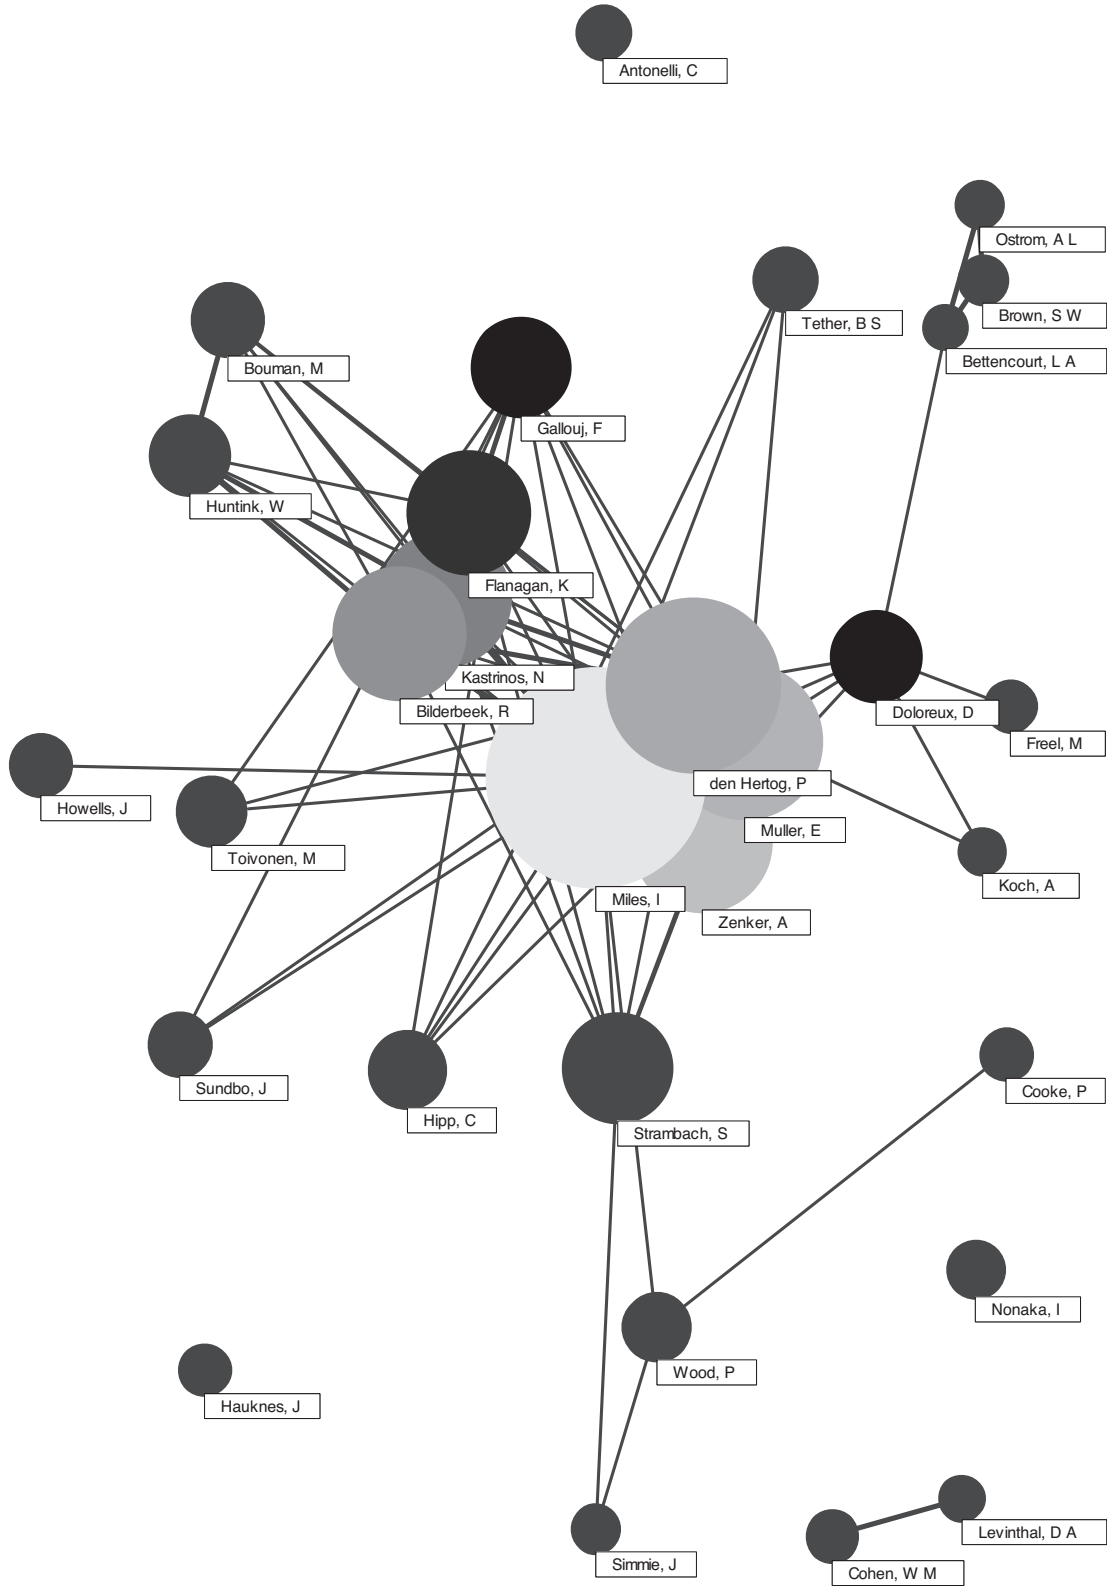 Antonelli, C
Ostrom, A L
Brown, S W
Tether, B S
Bettencourt, L A
Bouman, M
Gallouj, F
Huntink, W
Flanagan, K
Kastrinos, N
Bilderbeek, R
Doloreux, D
Freel, M
den Hertog, P
Howells, J
Muller, E
Toivonen, M
Koch, A
Miles, I
Zenker, A
Sundbo, J
Cooke, P
Hipp, C
Strambach, S
Nonaka, I
Wood, P
Hauknes, J
Levinthal, D A
Simmie, J
Cohen, W M